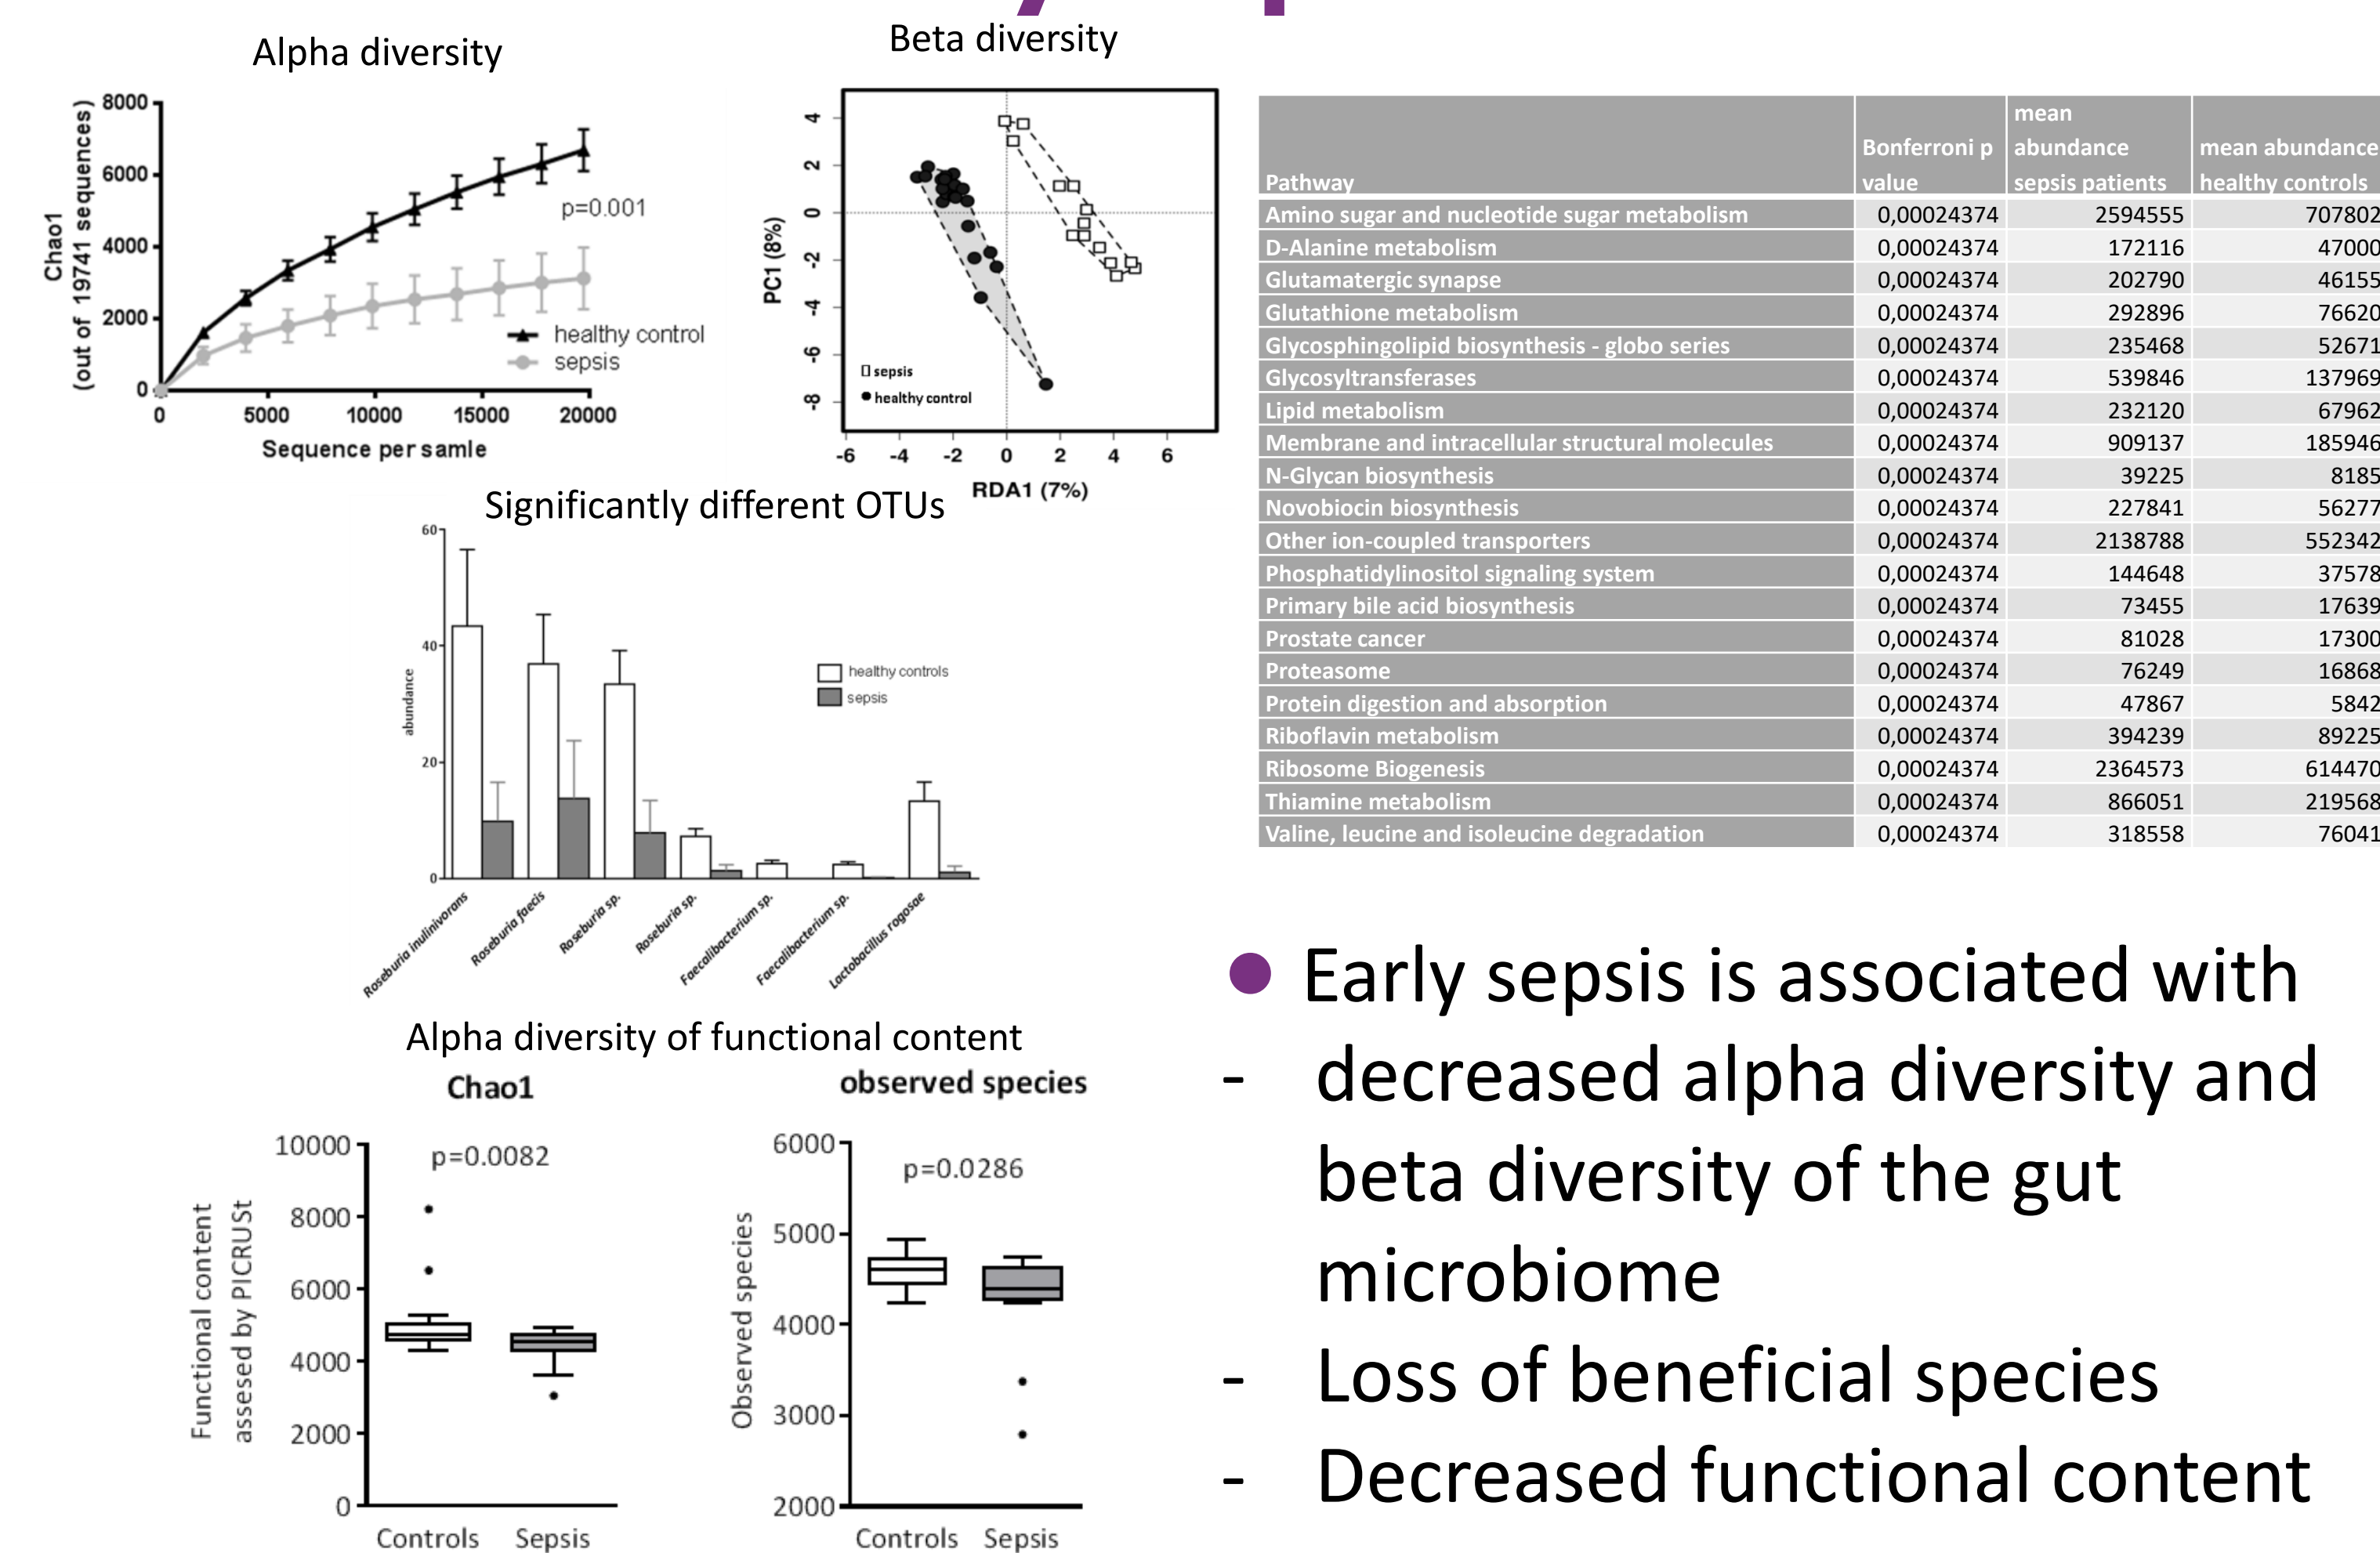 Alpha diversity
8000
6000
4000
2000
0
Chao1
(out of 19741 sequences)
p=0.001
healthy control
sepsis
0 5000 10000 15000 20000
Sequence per samle
Beta diversity
4
2
0
-2
-4
-6
-8
PC1 (8%)
sepsis
healthy control
-6 -4 -2 0 2 4 6
RDA1 (7%)
Significantly different OTUs
60
40
20
0
abundance
healthy controls
sepsis
Roseburia inulinivorans
Roseburia faecis
Roseburia sp.
Roseburia sp.
Faecalibacterium sp.
Faecalibacterium sp.
Lactobacillus rogosae
Alpha diversity of functional content
Chao1
p=0.0082
10000
8000
6000
4000
2000
0
Functional content
assesed by PICRUSt
Controls Sepsis
observed species
p=0.0286
6000
5000
4000
3000
2000
Observed species
Controls Sepsis
Pathway Bonferroni p value mean abundance sepsis patients mean abundance healthy controls
Amino sugar and nucleotide sugar metabolism 0,00024374 2594555 707802
D-Alanine metabolism 0,00024374 172116 47000
Glutamatergic synapse 0,00024374 202790 46155
Glutathione metabolism 0,00024374 292896 76620
Glycosphingolipid biosynthesis - globo series 0,00024374 235468 52671
Glycosyltransferases 0,00024374 539846 137969
Lipid metabolism 0,00024374 232120 67962
Membrane and intracellular structural molecules 0,00024374 909137 185946
N-Glycan biosynthesis 0,00024374 39225 8185
Novobiocin biosynthesis 0,00024374 227841 56277
Other ion-coupled transporters 0,00024374 2138788 552342
Phosphatidylinositol signaling system 0,00024374 144648 37578
Primary bile acid biosynthesis 0,00024374 73455 17639
Prostate cancer 0,00024374 81028 17300
Proteasome 0,00024374 76249 16868
Protein digestion and absorption 0,00024374 47867 5842
Riboflavin metabolism 0,00024374 394239 89225
Ribosome Biogenesis 0,00024374 2364573 614470
Thiamine metabolism 0,00024374 866051 219568
Valine, leucine and isoleucine degradation 0,00024374 318558 76041
● Early sepsis is associated with
- decreased alpha diversity and
beta diversity of the gut
microbiome
- Loss of beneficial species
- Decreased functional content